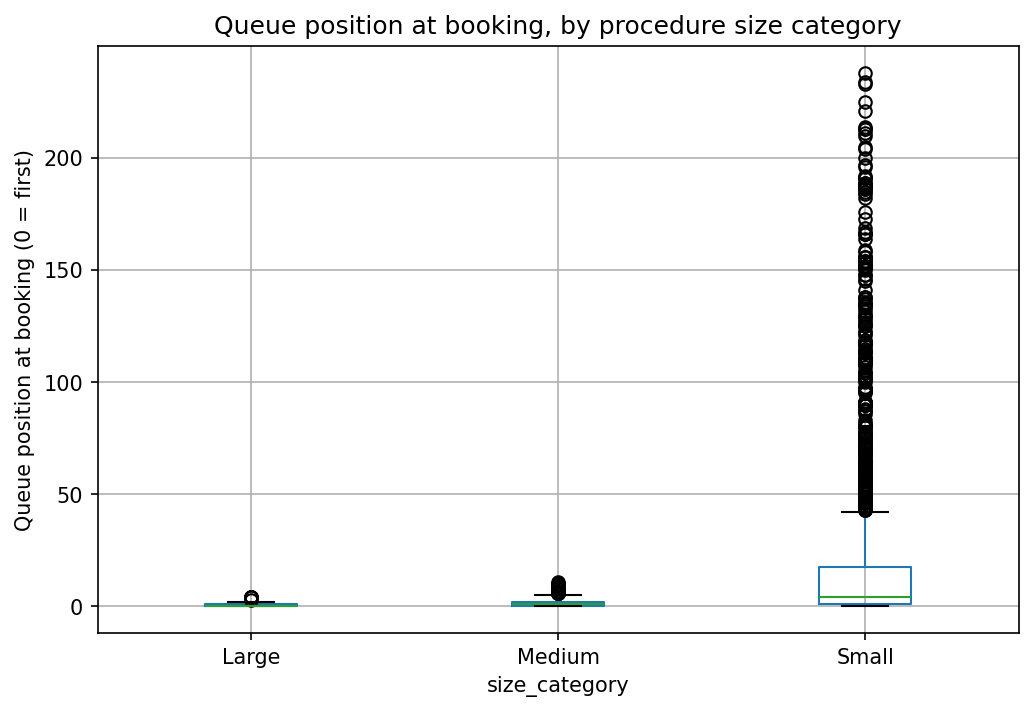 Queue position at booking, by procedure size category
Queue position at booking (0 = first)
200
150
100
50
0
Large Medium Small
size_category